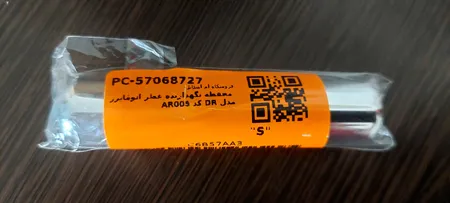 PC-57068727
محفظه نگهدارنده عطر اتومایزر
مدل DR کد AR005
"S"